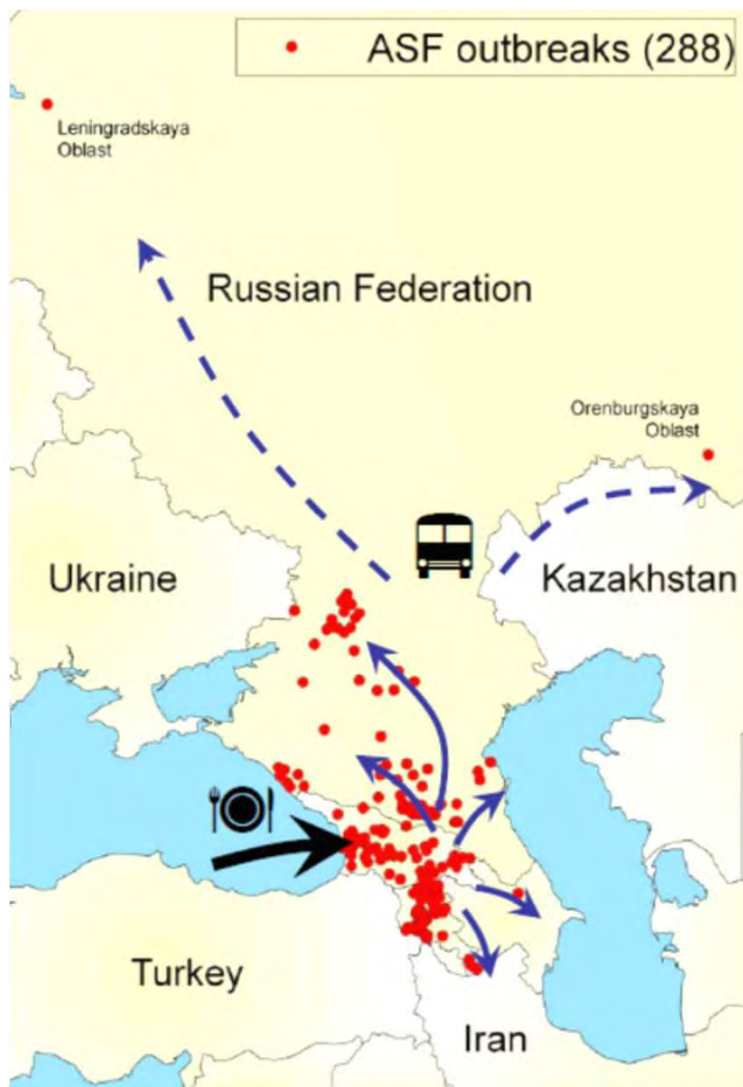 ASF outbreaks (288)
Leningradskaya
Oblast
Russian Federation
Orenburgskaya
Oblast
Ukraine
Kazakhstan
Turkey
Iran